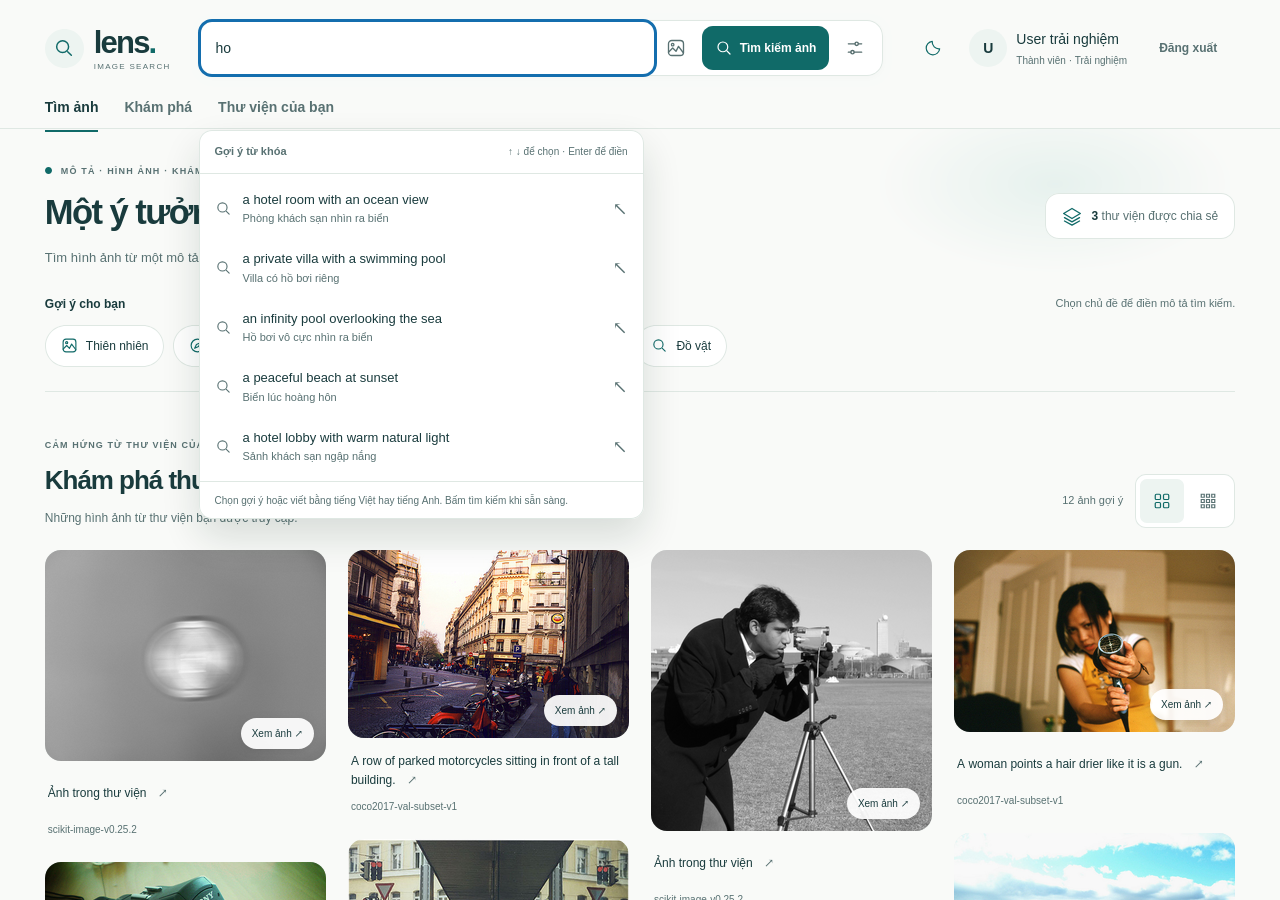 lens.
IMAGE SEARCH
ho
Tìm kiếm ảnh
U
User trải nghiệm
Thành viên · Trải nghiệm
Đăng xuất
Tìm ảnh
Khám phá
Thư viện của bạn
Gợi ý từ khóa
↑ ↓ để chọn · Enter để điền
a hotel room with an ocean view
Phòng khách sạn nhìn ra biển
a private villa with a swimming pool
Villa có hồ bơi riêng
an infinity pool overlooking the sea
Hồ bơi vô cực nhìn ra biển
a peaceful beach at sunset
Biển lúc hoàng hôn
a hotel lobby with warm natural light
Sảnh khách sạn ngập nắng
Chọn gợi ý hoặc viết bằng tiếng Việt hay tiếng Anh. Bấm tìm kiếm khi sẵn sàng.
MÔ TẢ · HÌNH ẢNH · KHÁM
Một ý tưởn
Tìm hình ảnh từ một mô tả
3 thư viện được chia sẻ
Gợi ý cho bạn
Chọn chủ đề để điền mô tả tìm kiếm.
Thiên nhiên
Đồ vật
CẢM HỨNG TỪ THƯ VIỆN CỦA
Khám phá thư
Những hình ảnh từ thư viện bạn được truy cập.
12 ảnh gợi ý
Xem ảnh ↗
Ảnh trong thư viện ↗
scikit-image-v0.25.2
Xem ảnh ↗
A row of parked motorcycles sitting in front of a tall
building. ↗
coco2017-val-subset-v1
Xem ảnh ↗
Ảnh trong thư viện ↗
scikit-image-v0.25.2
Xem ảnh ↗
A woman points a hair drier like it is a gun. ↗
coco2017-val-subset-v1